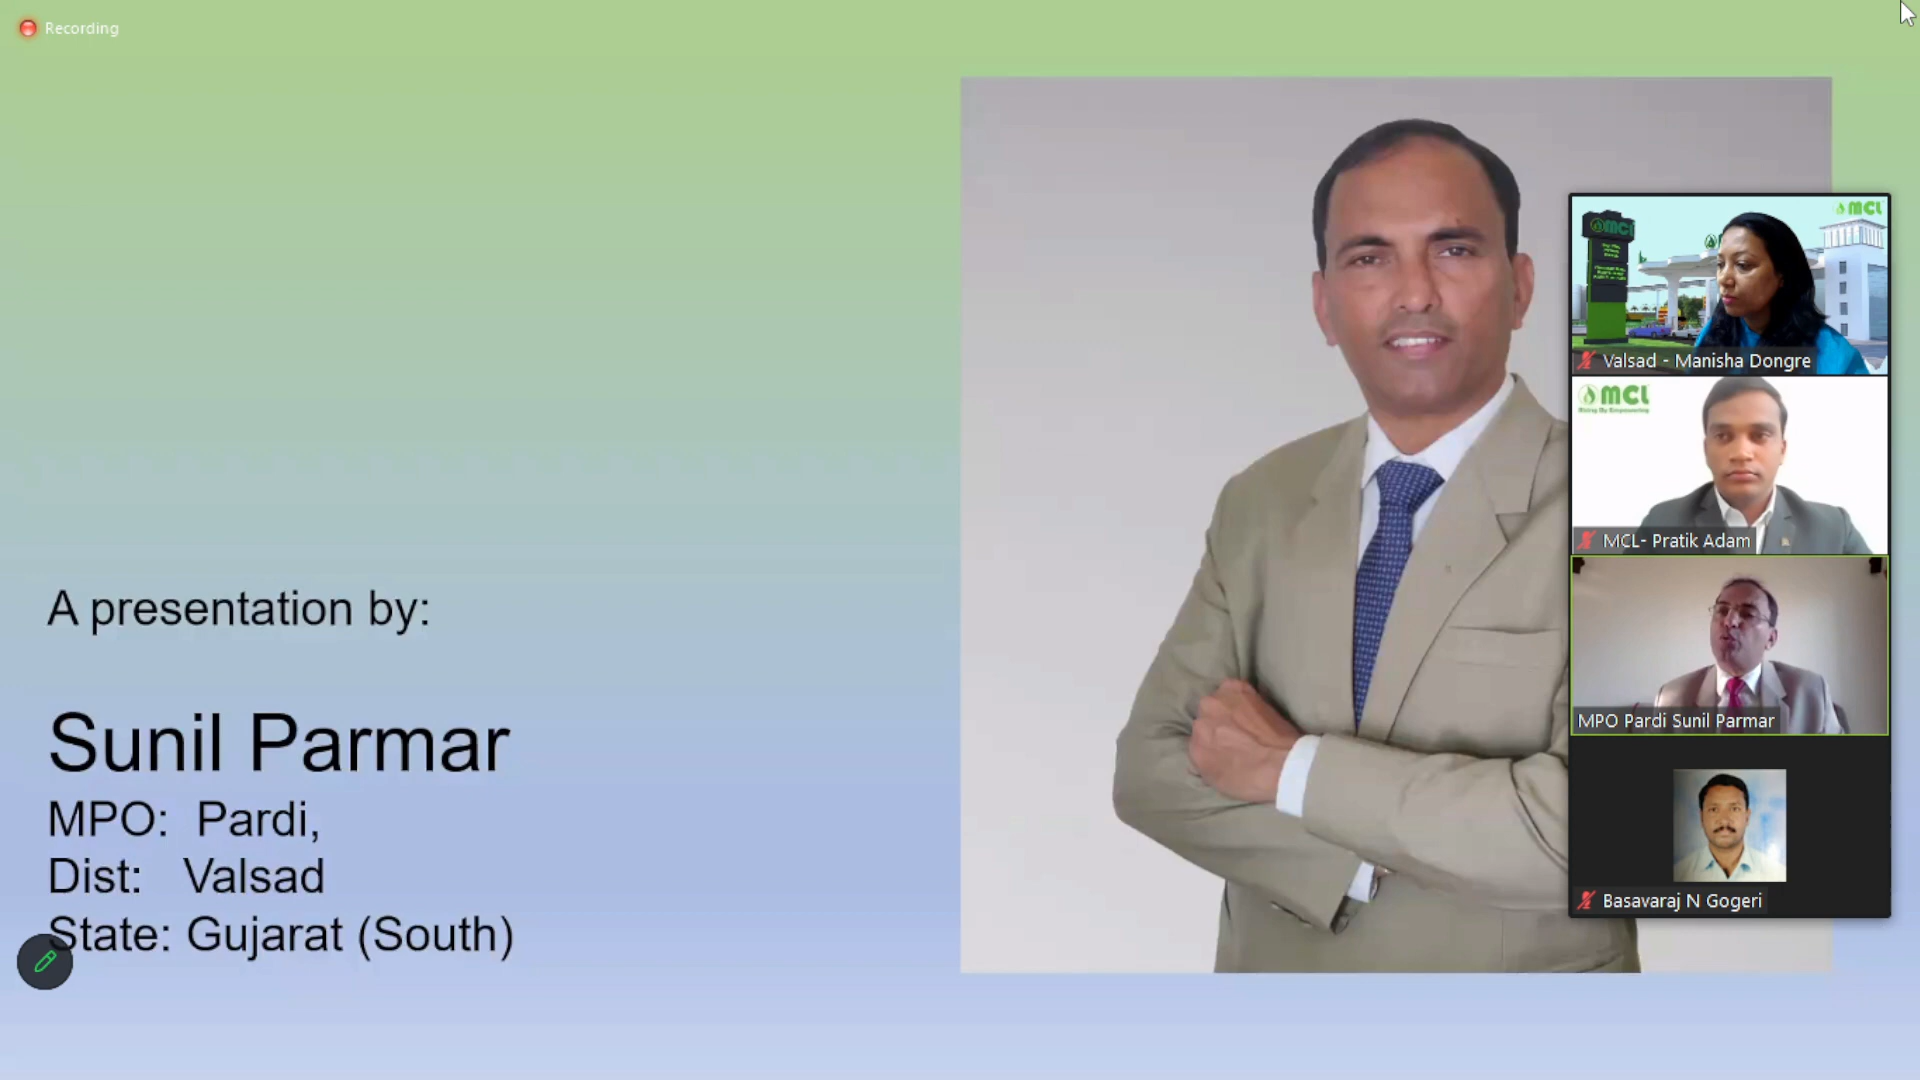 Recording
A presentation by:
Sunil Parmar
MPO: Pardi,
Dist: Valsad
State: Gujarat (South)
MCL
Valsad - Manisha Dongre
MCL
MCL- Pratik Adam
MPO Pardi Sunil Parmar
Basavaraj N Gogeri